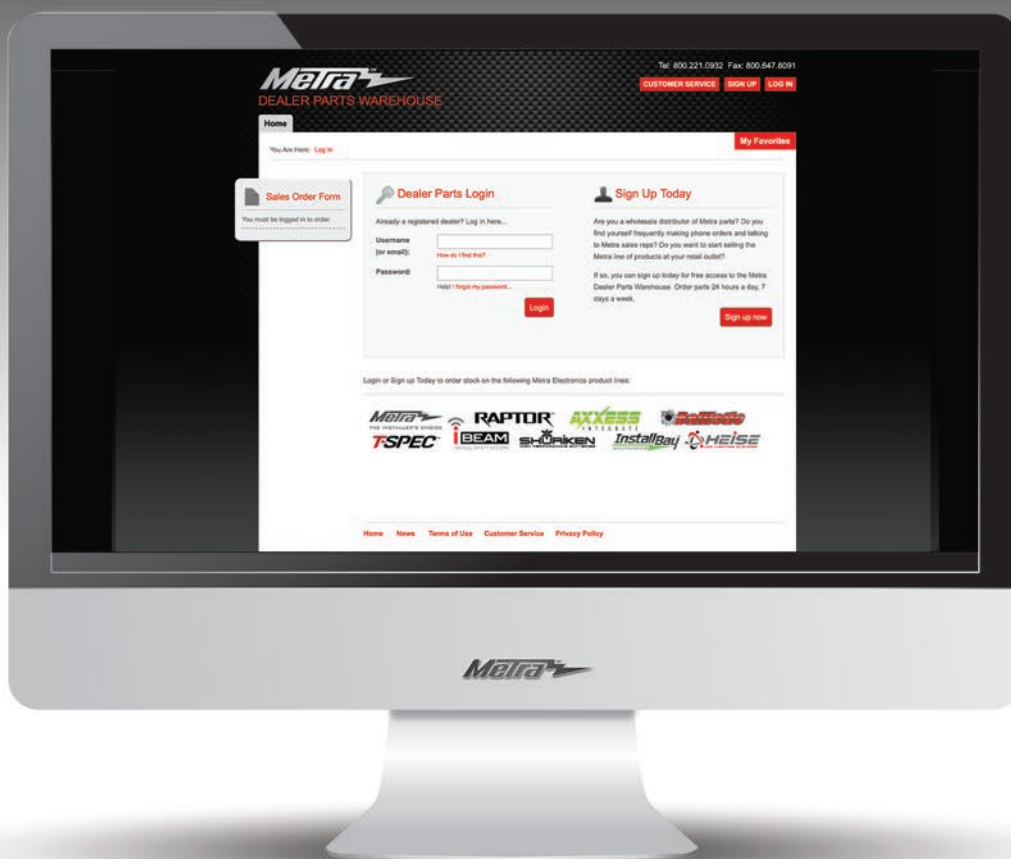 Metra
DEALER PARTS WAREHOUSE
Tel: 800.221.0932 Fax: 800.647.8091
CUSTOMER SERVICE SIGN UP LOG IN
Home
You Are Here: Log In
My Favorites
Sales Order Form
You must be logged in to order.
Dealer Parts Login
Already a registered dealer? Log in here...
Username
(or email):
How do I find this?
Password:
Help! I forgot my password...
Login
Sign Up Today
Are you a wholesale distributor of Metra parts? Do you
find yourself frequently making phone orders and talking
to Metra sales reps? Do you want to start selling the
Metra line of products at your retail outlet?
If so, you can sign up today for free access to the Metra
Dealer Parts Warehouse. Order parts 24 hours a day, 7
days a week.
Sign up now
Login or Sign up Today to order stock on the following Metra Electronics product lines:
Metra RAPTOR AXXESS Ballistic
THE INSTALLER'S CHOICE INTEGRATE
T-SPEC iBEAM SHURIKEN InstallBay HEISE
HIGH PERFORMANCE BATTERIES LED LIGHTING SYSTEMS
Home News Terms of Use Customer Service Privacy Policy
Metra